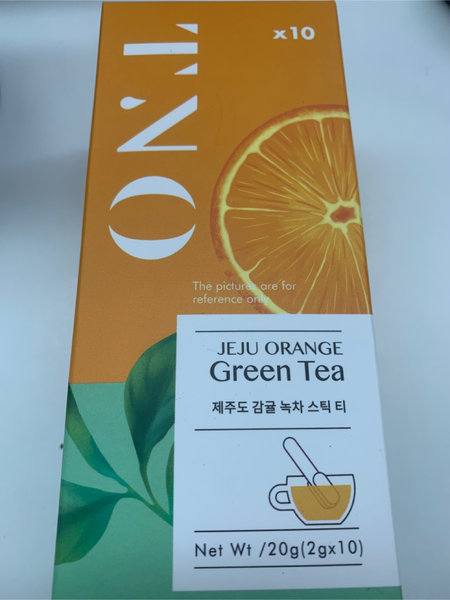 x10
The pictures are for
reference only
JEJU ORANGE
Green Tea
제주도 감귤 녹차 스틱 티
Net Wt /20g(2gx10)